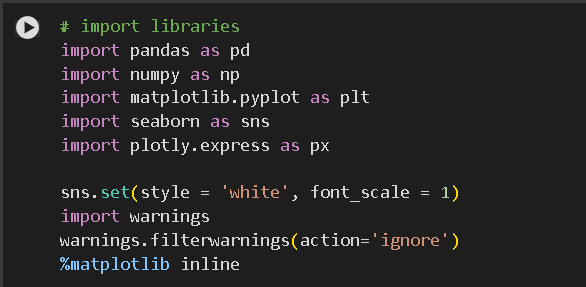 # import libraries
import pandas as pd
import numpy as np
import matplotlib.pyplot as plt
import seaborn as sns
import plotly.express as px
sns.set(style = 'white', font_scale = 1)
import warnings
warnings.filterwarnings(action='ignore')
%matplotlib inline